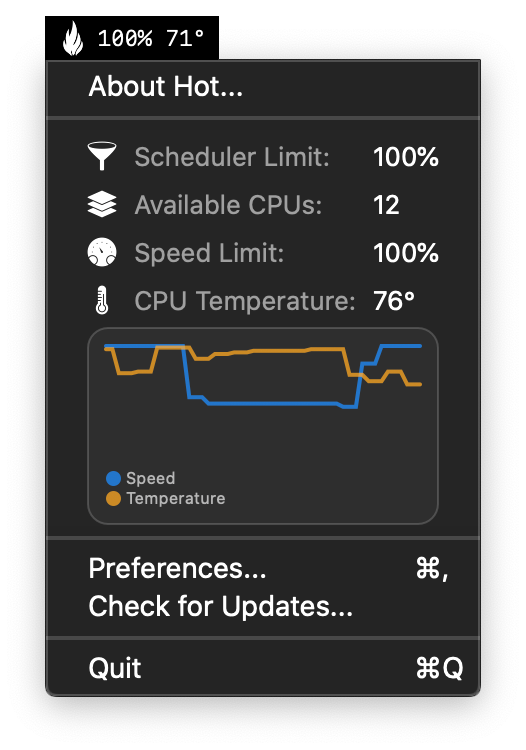 100% 71°
About Hot...
Scheduler Limit: 100%
Available CPUs: 12
Speed Limit: 100%
CPU Temperature: 76°
Speed
Temperature
Preferences... ⌘,
Check for Updates...
Quit ⌘Q